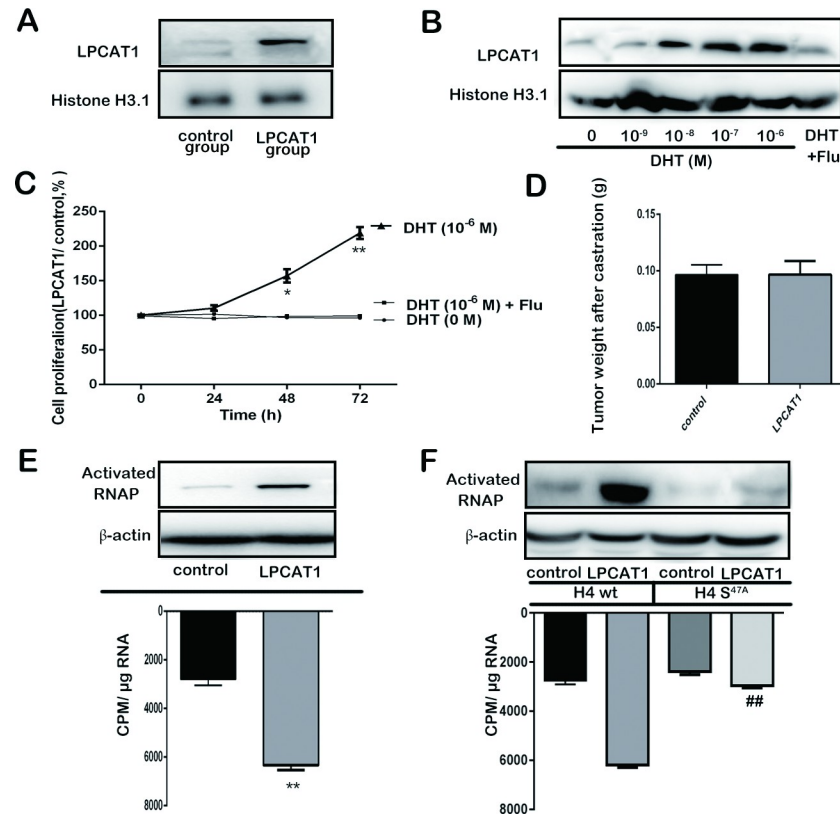 A
LPCAT1
Histone H3.1
control group
LPCAT1 group
B
LPCAT1
Histone H3.1
0 10⁻⁹ 10⁻⁸ 10⁻⁷ 10⁻⁶ DHT +Flu
DHT (M)
C
Cell proliferalion(LPCAT1/ control,%)
250
200
150
100
50
0
0 24 48 72
Time (h)
*
**
DHT (10⁻⁶ M)
DHT (10⁻⁶ M) + Flu
DHT (0 M)
D
Tumor weight after castration (g)
0.15
0.10
0.05
0.00
control
LPCAT1
E
Activated
RNAP
β-actin
control LPCAT1
CPM/ μg RNA
0
2000
4000
6000
8000
**
F
Activated
RNAP
β-actin
control LPCAT1 control LPCAT1
H4 wt H4 S⁴⁷ᴬ
CPM/ μg RNA
0
2000
4000
6000
8000
##